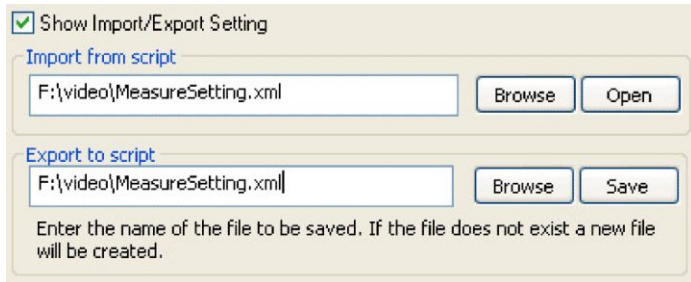 Show Import/Export Setting
Import from script
F:\video\MeasureSetting.xml
Browse
Open
Export to script
F:\video\MeasureSetting.xml
Browse
Save
Enter the name of the file to be saved. If the file does not exist a new file
will be created.